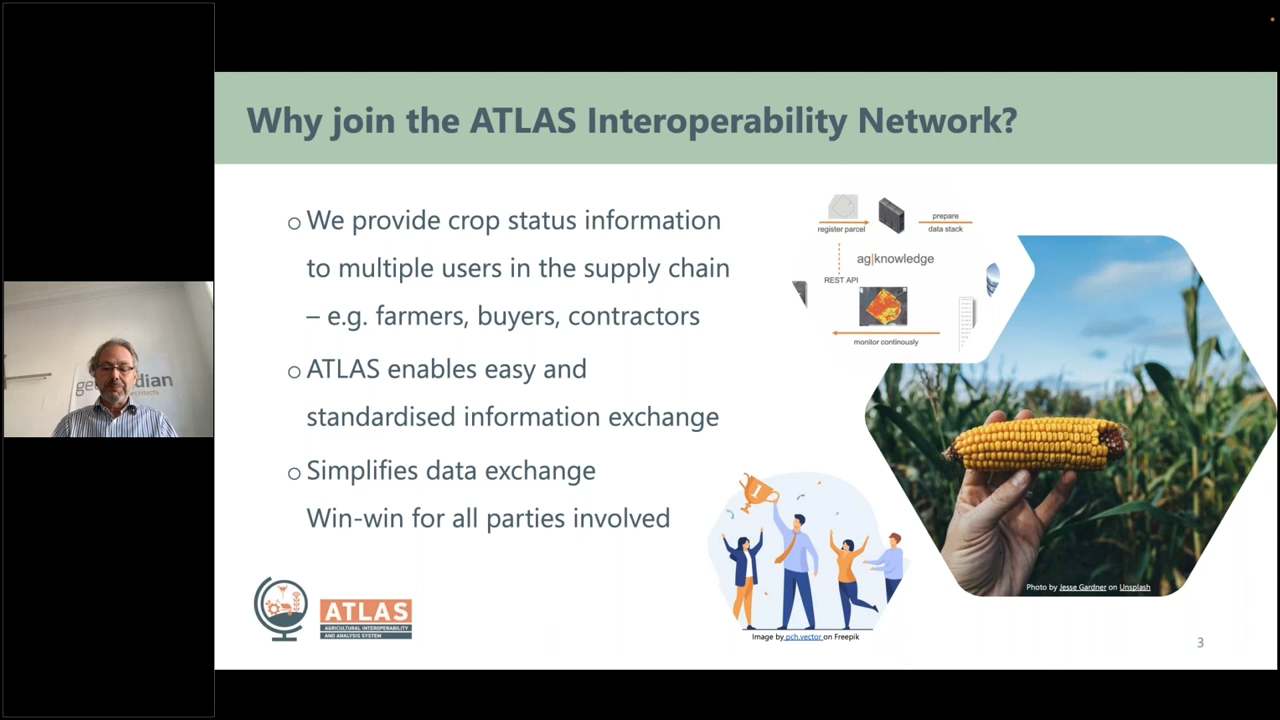 Why join the ATLAS Interoperability Network?
○ We provide crop status information
to multiple users in the supply chain
– e.g. farmers, buyers, contractors
○ ATLAS enables easy and
standardised information exchange
○ Simplifies data exchange
Win-win for all parties involved
register parcel
prepare
data stack
ag|knowledge
REST API
monitor continously
1
Photo by Jesse Gardner on Unsplash
Image by pch.vector on Freepik
ATLAS
AGRICULTURAL INTEROPERABILITY
AND ANALYSIS SYSTEM
3